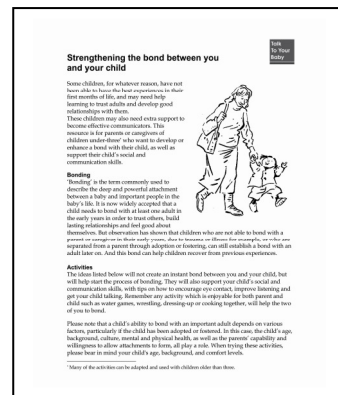 Talk
To Your
Baby
Strengthening the bond between you
and your child
Some children, for whatever reason, have not
been able to have the best experiences in their
first months of life, and may need help
learning to trust adults and develop good
relationships with them.
These children may also need extra support to
become effective communicators. This
resource is for parents or caregivers of
children under-three¹ who want to develop or
enhance a bond with their child, as well as
support their child's social and
communication skills.
Bonding
'Bonding' is the term commonly used to
describe the deep and powerful attachment
between a baby and important people in the
baby's life. It is now widely accepted that a
child needs to bond with at least one adult in
the early years in order to trust others, build
lasting relationships and feel good about
themselves. But observation has shown that children who are not able to bond with a
parent or caregiver in their early years, due to trauma or illness for example, or who are
separated from a parent through adoption or fostering, can still establish a bond with an
adult later on. And this bond can help children recover from previous experiences.
Activities
The ideas listed below will not create an instant bond between you and your child, but
will help start the process of bonding. They will also support your child's social and
communication skills, with tips on how to encourage eye contact, improve listening and
get your child talking. Remember any activity which is enjoyable for both parent and
child such as water games, wrestling, dressing-up or cooking together, will help the two
of you to bond.
Please note that a child's ability to bond with an important adult depends on various
factors, particularly if the child has been adopted or fostered. In this case, the child's age,
background, culture, mental and physical health, as well as the parents' capability and
willingness to allow attachments to form, all play a role. When trying these activities,
please bear in mind your child's age, background, and comfort levels.
¹ Many of the activities can be adapted and used with children older than three.